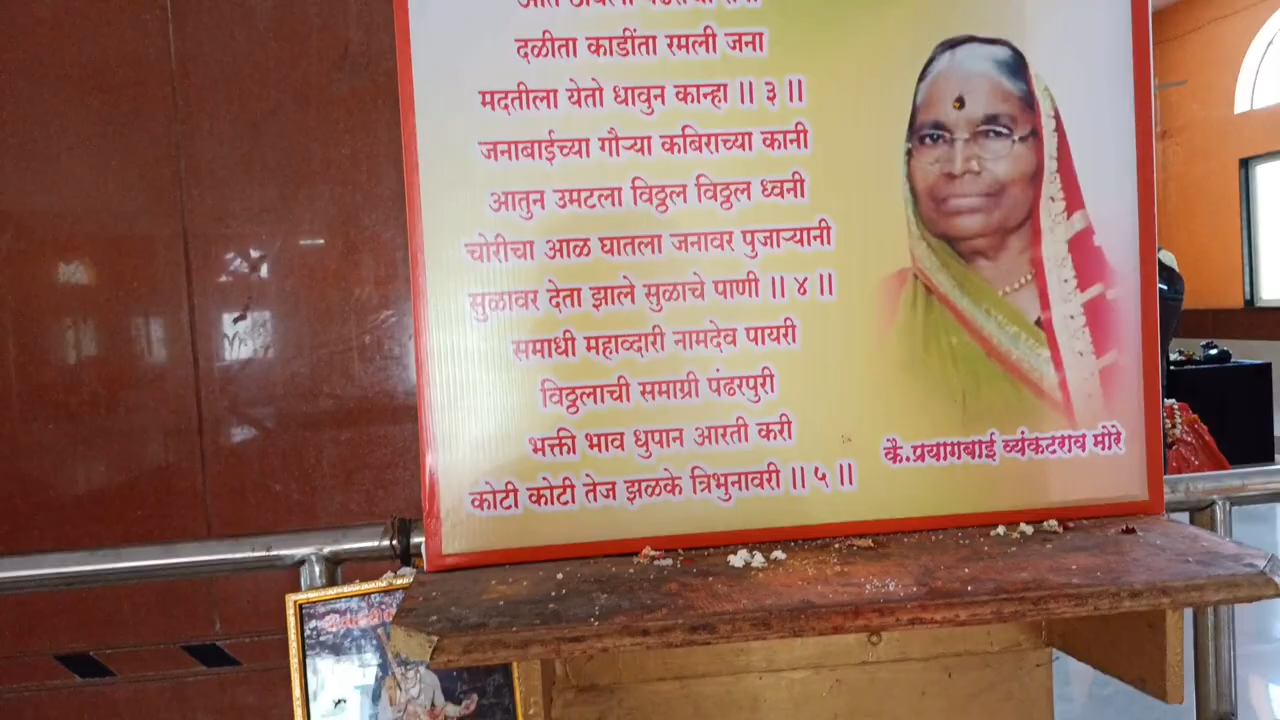 दळीता काडींता रमली जना
मदतीला येतो धावुन कान्हा ॥ ३ ॥
जनाबाईच्या गौऱ्या कबिराच्या कानी
आतुन उमटला विठ्ठल विठ्ठल ध्वनी
चोरीचा आळ घातला जनावर पुजाऱ्यानी
सुळावर देता झाले सुळाचे पाणी ॥ ४ ॥
समाधी महाव्दारी नामदेव पायरी
विठ्ठलाची समाग्री पंढरपुरी
भक्ती भाव धुपान आरती करी
कोटी कोटी तेज झळके त्रिभुनावरी ॥ ५ ॥
कै.प्रयागबाई व्यंकटराव मोरे